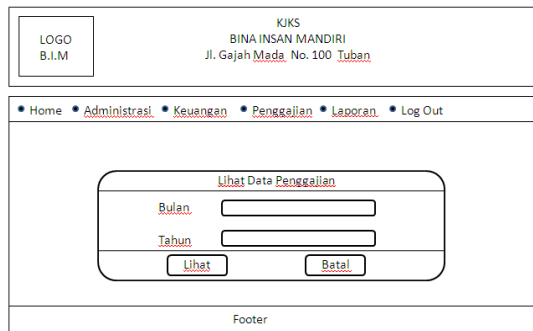 LOGO
B.I.M
KJKS
BINA INSAN MANDIRI
Jl. Gajah Mada No. 100 Tuban
Home Administrasi Keuangan Penggajian Laporan Log Out
Lihat Data Penggajian
Bulan
Tahun
Lihat Batal
Footer